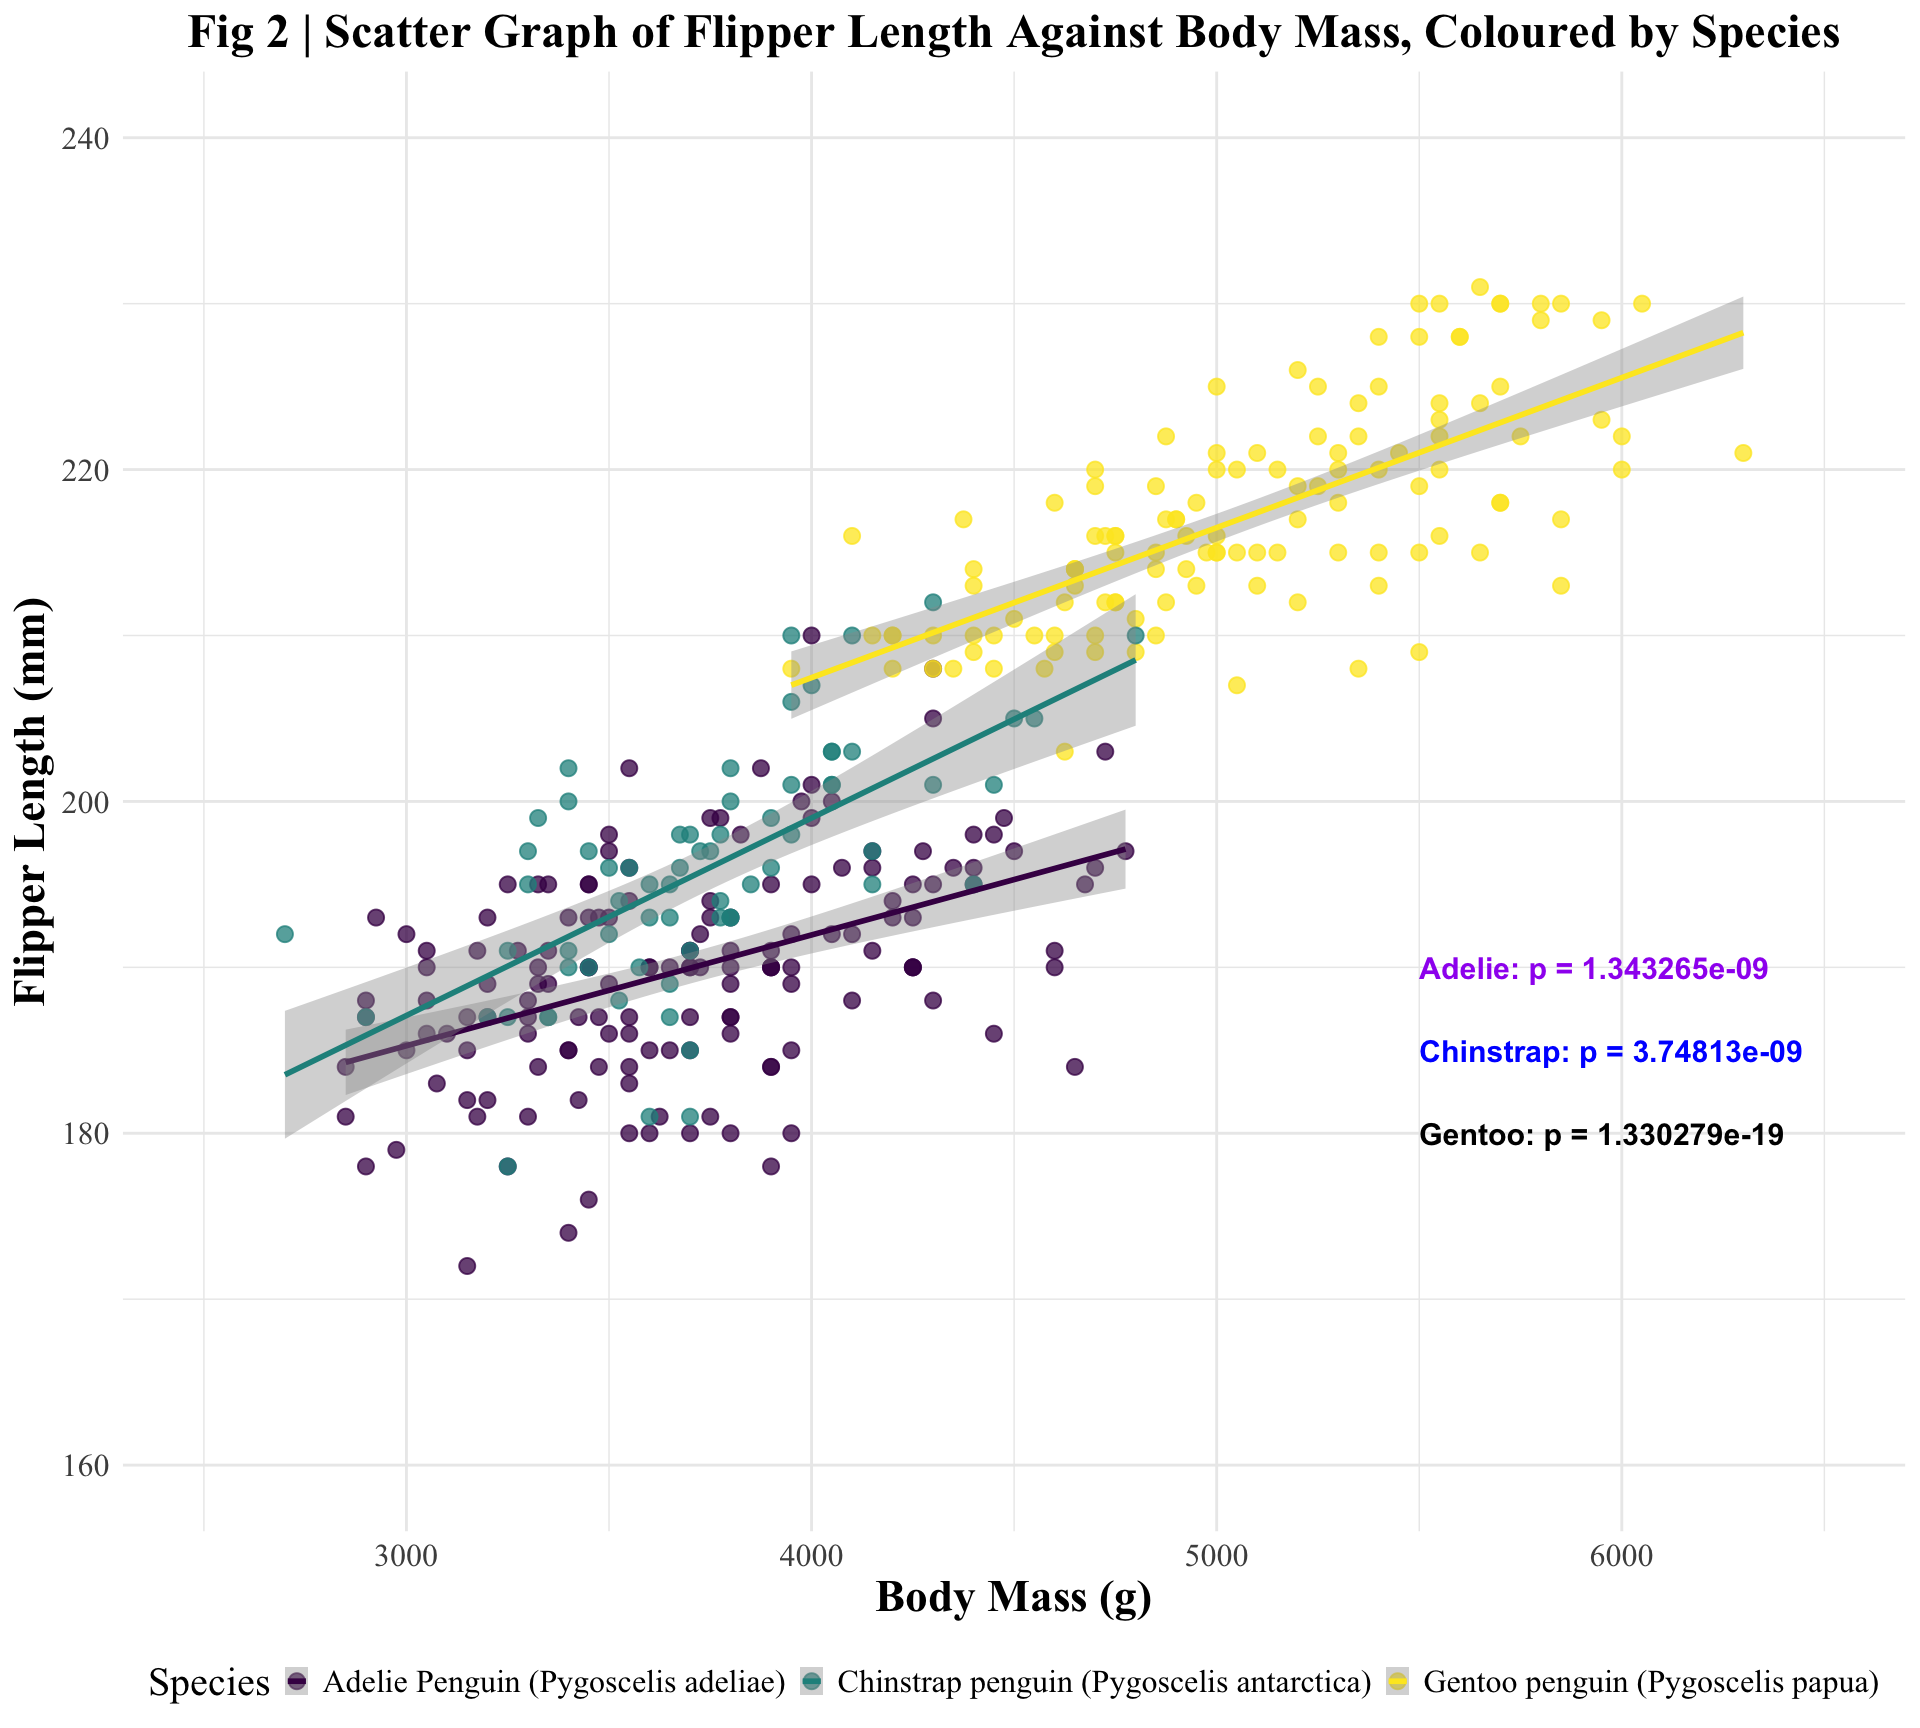 Fig 2 | Scatter Graph of Flipper Length Against Body Mass, Coloured by Species
240
220
200
180
160
Flipper Length (mm)
Adelie: p = 1.343265e-09
Chinstrap: p = 3.74813e-09
Gentoo: p = 1.330279e-19
3000 4000 5000 6000
Body Mass (g)
Species Adelie Penguin (Pygoscelis adeliae) Chinstrap penguin (Pygoscelis antarctica) Gentoo penguin (Pygoscelis papua)